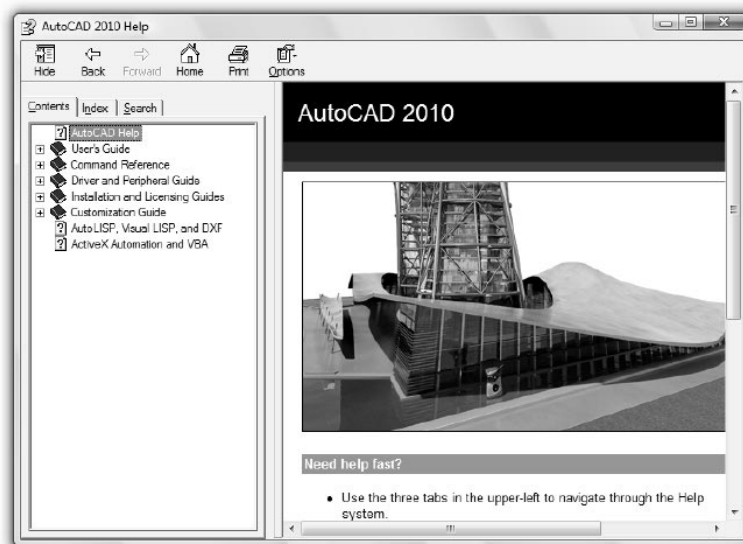 AutoCAD 2010 Help
Hide Back Forward Home Print Options
Contents Index Search
AutoCAD Help
User's Guide
Command Reference
Driver and Peripheral Guide
Installation and Licensing Guides
Customization Guide
AutoLISP, Visual LISP, and DXF
ActiveX Automation and VBA
AutoCAD 2010
Need help fast?
• Use the three tabs in the upper-left to navigate through the Help
system.